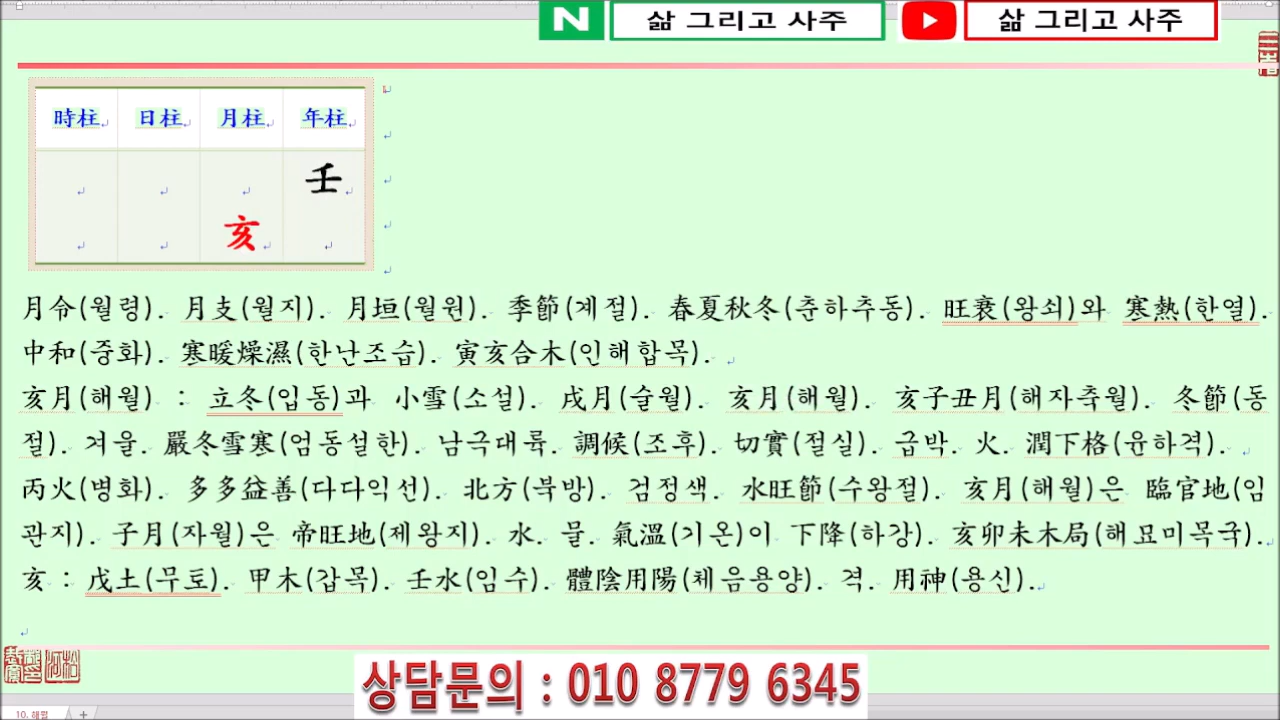 N 삶 그리고 사주 삶 그리고 사주
時柱 日柱 月柱 年柱
壬
亥
月令(월령). 月支(월지). 月垣(월원). 季節(계절). 春夏秋冬(춘하추동). 旺衰(왕쇠)와 寒熱(한열).
中和(중화). 寒暖燥濕(한난조습). 寅亥合木(인해합목).
亥月(해월) : 立冬(입동)과 小雪(소설). 戌月(술월). 亥月(해월). 亥子丑月(해자축월). 冬節(동
절). 겨울. 嚴冬雪寒(엄동설한). 남극대륙. 調候(조후). 切實(절실). 급박. 火. 潤下格(윤하격).
丙火(병화). 多多益善(다다익선). 北方(북방). 검정색. 水旺節(수왕절). 亥月(해월)은 臨官地(임
관지). 子月(자월)은 帝旺地(제왕지). 水. 물. 氣溫(기온)이 下降(하강). 亥卯未木局(해묘미목국).
亥 : 戊土(무토). 甲木(갑목). 壬水(임수). 體陰用陽(체음용양). 격. 用神(용신).
상담문의 : 010 8779 6345
10. 해월